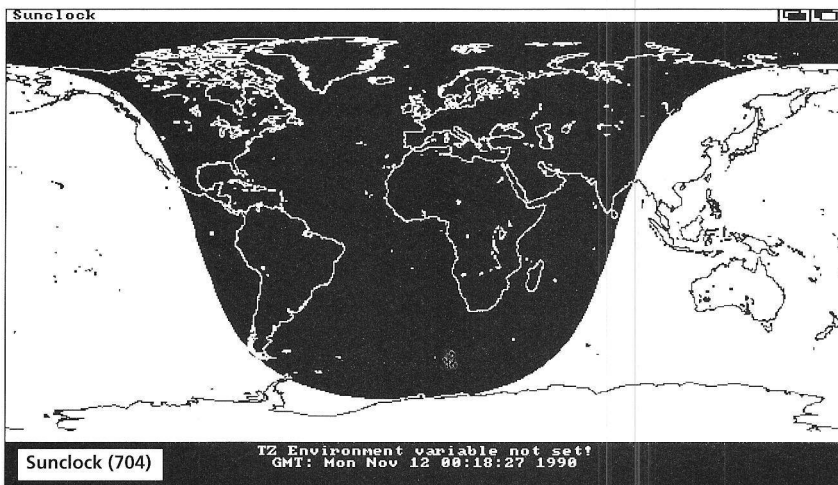 Sunclock
TZ Environment variable not set!
GMT: Mon Nov 12 00:18:27 1990
Sunclock (704)